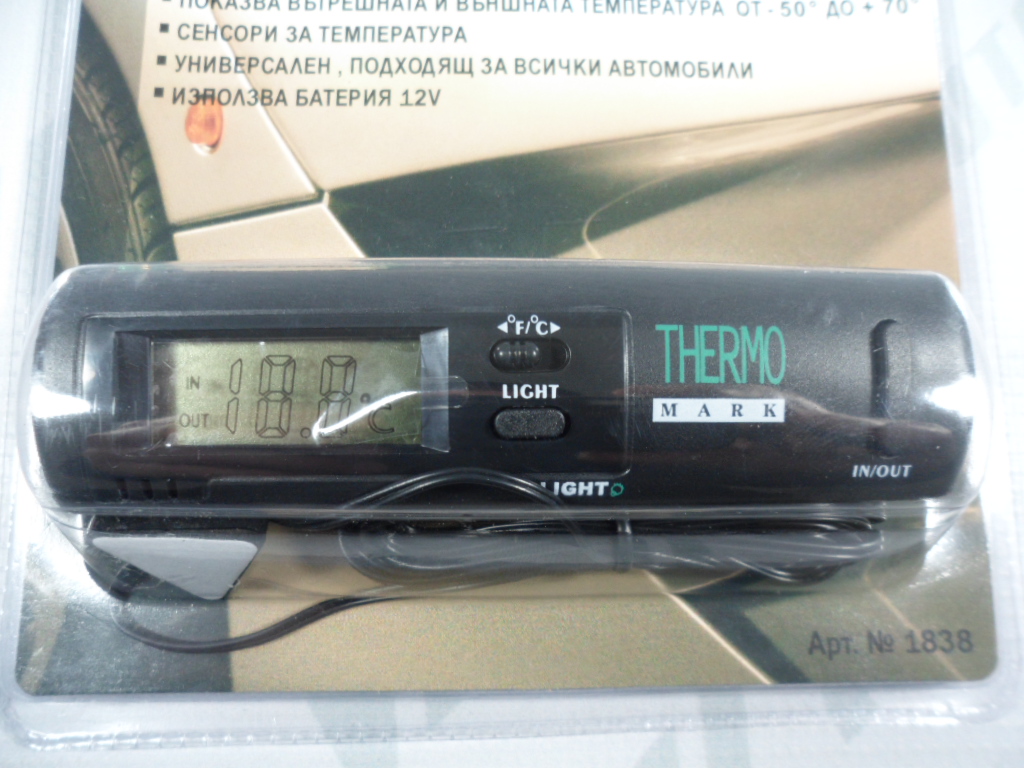 - ПОКАЗВА ВЪТРЕШНАТА И ВЪНШНАТА ТЕМПЕРАТУРА ОТ - 50° ДО + 70°
▪ СЕНСОРИ ЗА ТЕМПЕРАТУРА
▪ УНИВЕРСАЛЕН , ПОДХОДЯЩ ЗА ВСИЧКИ АВТОМОБИЛИ
▪ ИЗПОЛЗВА БАТЕРИЯ 12V
◀°F/°C▶
LIGHT
THERMO
MARK
IN
OUT
°C
IN/OUT
LIGHT
Арт. № 1838